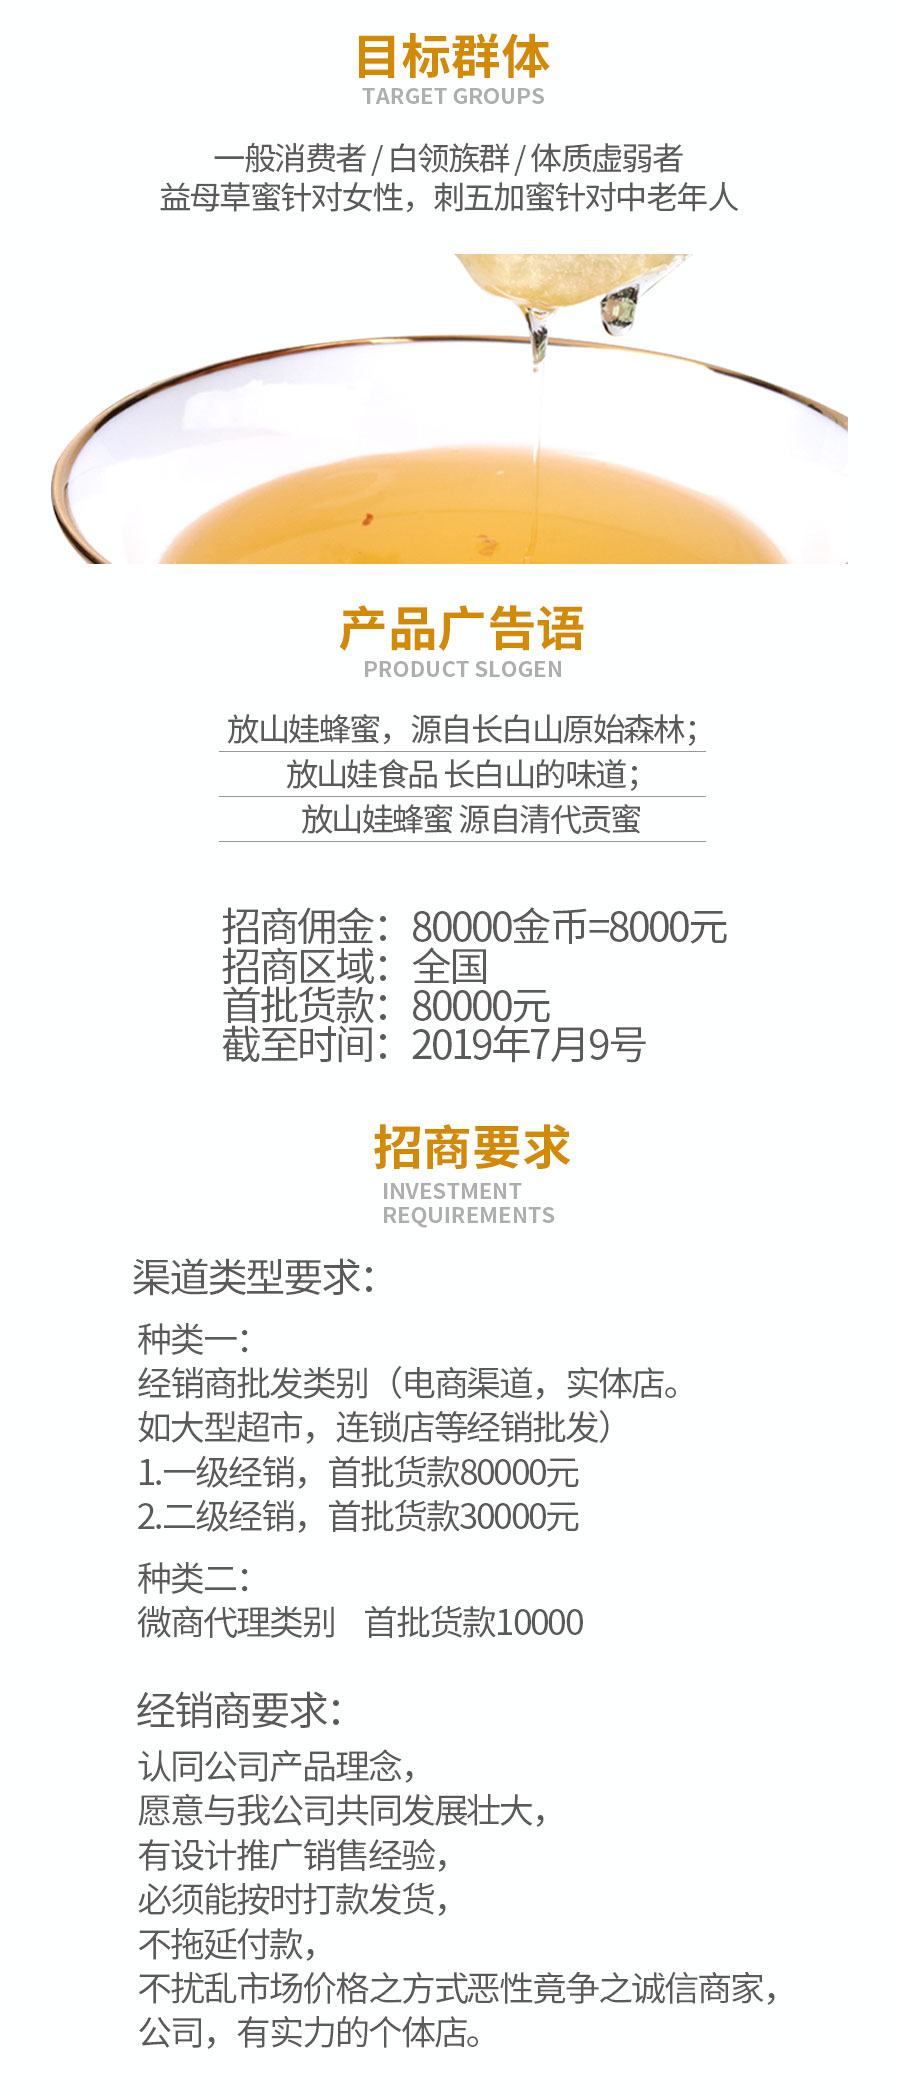 目标群体
TARGET GROUPS
一般消费者 / 白领族群 / 体质虚弱者
益母草蜜针对女性，刺五加蜜针对中老年人
产品广告语
PRODUCT SLOGEN
放山娃蜂蜜，源自长白山原始森林；
放山娃食品 长白山的味道；
放山娃蜂蜜 源自清代贡蜜
招商佣金：80000金币=8000元
招商区域：全国
首批货款：80000元
截至时间：2019年7月9号
招商要求
INVESTMENT
REQUIREMENTS
渠道类型要求：
种类一：
经销商批发类别（电商渠道，实体店。
如大型超市，连锁店等经销批发）
1.一级经销，首批货款80000元
2.二级经销，首批货款30000元
种类二：
微商代理类别 首批货款10000
经销商要求：
认同公司产品理念，
愿意与我公司共同发展壮大，
有设计推广销售经验，
必须能按时打款发货，
不拖延付款，
不扰乱市场价格之方式恶性竟争之诚信商家，
公司，有实力的个体店。